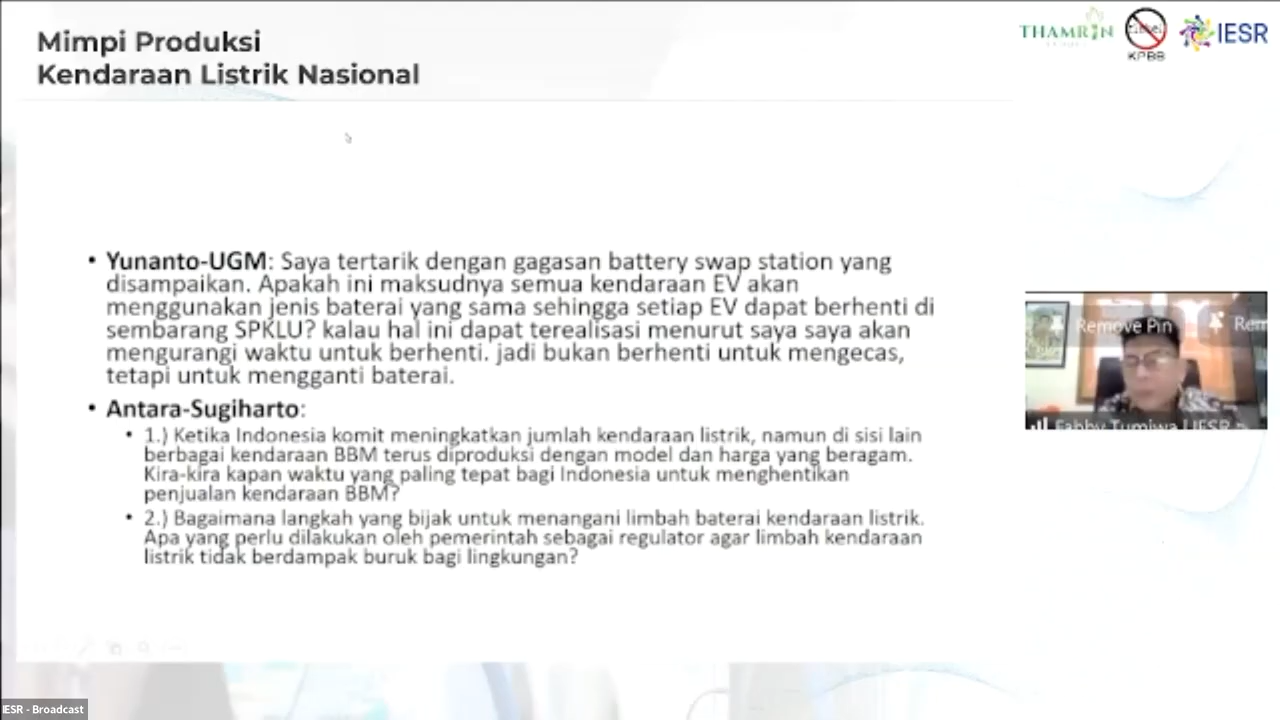 Mimpi Produksi
Kendaraan Listrik Nasional
THAMRIN
KPBB
IESR
• Yunanto-UGM: Saya tertarik dengan gagasan battery swap station yang
disampaikan. Apakah ini maksudnya semua kendaraan EV akan
menggunakan jenis baterai yang sama sehingga setiap EV dapat berhenti di
sembarang SPKLU? kalau hal ini dapat terealisasi menurut saya saya akan
mengurangi waktu untuk berhenti. jadi bukan berhenti untuk mengecas,
tetapi untuk mengganti baterai.
• Antara-Sugiharto:
• 1.) Ketika Indonesia komit meningkatkan jumlah kendaraan listrik, namun di sisi lain
berbagai kendaraan BBM terus diproduksi dengan model dan harga yang beragam.
Kira-kira kapan waktu yang paling tepat bagi Indonesia untuk menghentikan
penjualan kendaraan BBM?
• 2.) Bagaimana langkah yang bijak untuk menangani limbah baterai kendaraan listrik.
Apa yang perlu dilakukan oleh pemerintah sebagai regulator agar limbah kendaraan
listrik tidak berdampak buruk bagi lingkungan?
Remove Pin
Rem
Fabby Tumiwa | IESR
IESR - Broadcast